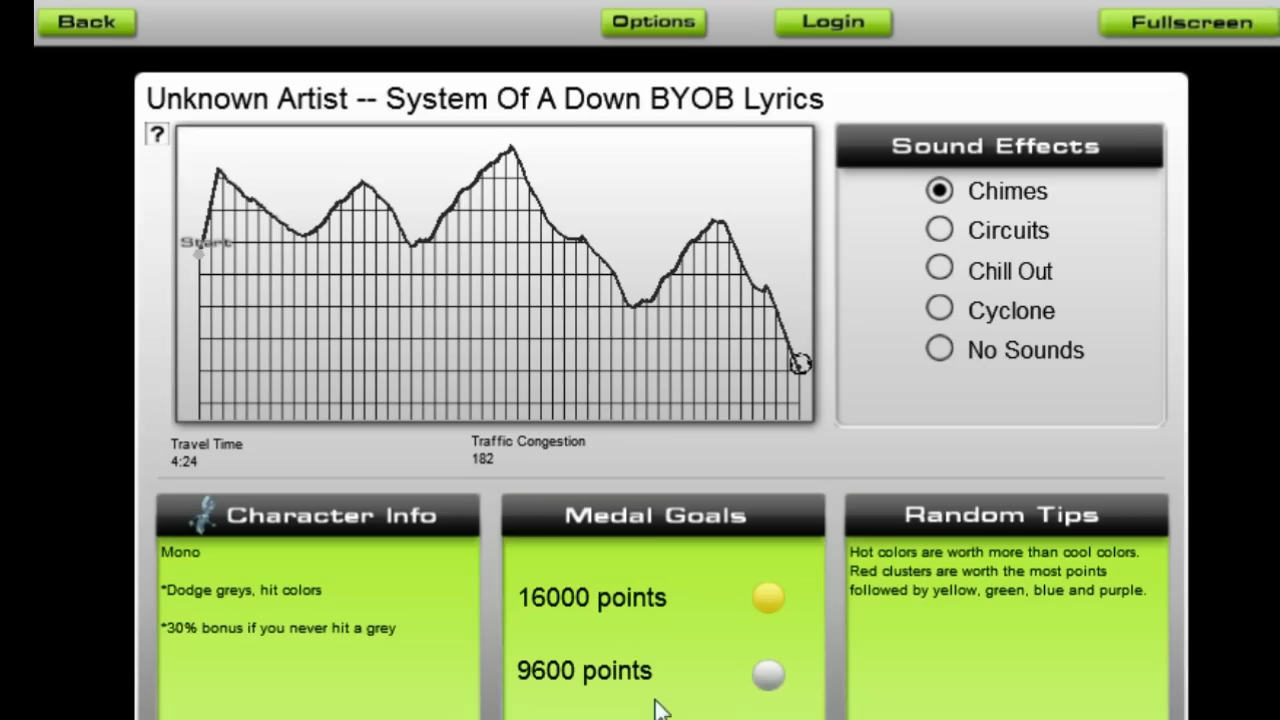 Back
Options
Login
Fullscreen
Unknown Artist -- System Of A Down BYOB Lyrics
?
Start
Sound Effects
Chimes
Circuits
Chill Out
Cyclone
No Sounds
Travel Time
4:24
Traffic Congestion
182
Character Info
Mono
*Dodge greys, hit colors
*30% bonus if you never hit a grey
Medal Goals
16000 points
9600 points
Random Tips
Hot colors are worth more than cool colors.
Red clusters are worth the most points
followed by yellow, green, blue and purple.